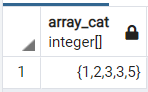 array_cat
integer[]
1
{1,2,3,3,5}